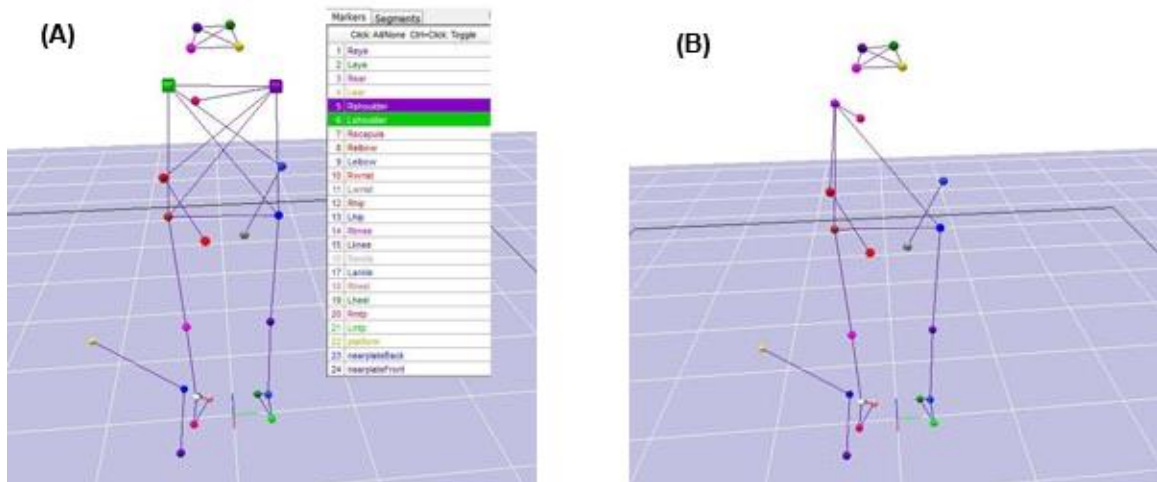 (A)
(B)
Markers Segments
Click: All/None Ctrl+Click: Toggle
1 Reye
2 Leye
3 Rear
4 Lear
5 Rshoulder
6 Lshoulder
7 Rscapula
8 Relbow
9 Lelbow
10 Rwrist
11 Lwrist
12 Rhip
13 Lhip
14 Rknee
15 Lknee
17 Lankle
18 Rheel
19 Lheel
20 Rmtp
21 Lmtp
22 platform
23 nearplateBack
24 nearplateFront